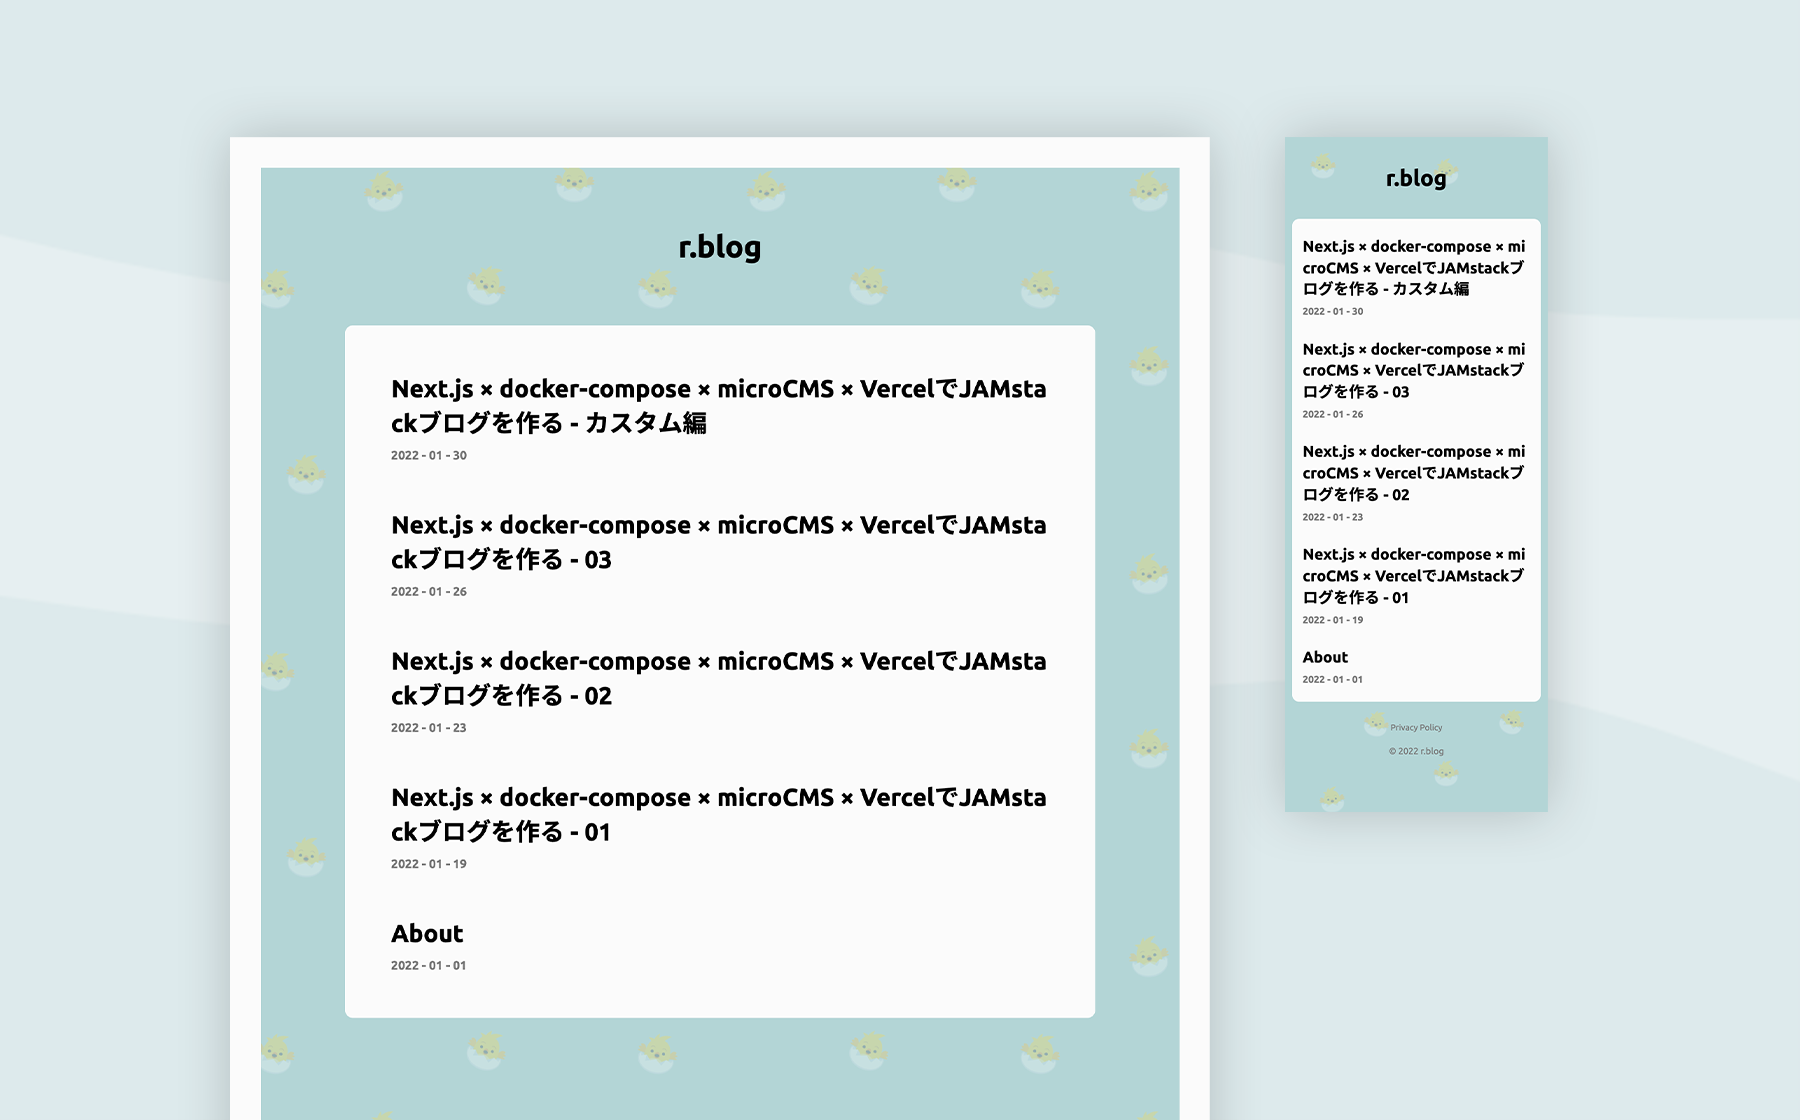 r.blog
Next.js × docker-compose × microCMS × VercelでJAMsta
ckブログを作る - カスタム編
2022 - 01 - 30
Next.js × docker-compose × microCMS × VercelでJAMsta
ckブログを作る - 03
2022 - 01 - 26
Next.js × docker-compose × microCMS × VercelでJAMsta
ckブログを作る - 02
2022 - 01 - 23
Next.js × docker-compose × microCMS × VercelでJAMsta
ckブログを作る - 01
2022 - 01 - 19
About
2022 - 01 - 01
r.blog
Next.js × docker-compose × mi
croCMS × VercelでJAMstackブ
ログを作る - カスタム編
2022 - 01 - 30
Next.js × docker-compose × mi
croCMS × VercelでJAMstackブ
ログを作る - 03
2022 - 01 - 26
Next.js × docker-compose × mi
croCMS × VercelでJAMstackブ
ログを作る - 02
2022 - 01 - 23
Next.js × docker-compose × mi
croCMS × VercelでJAMstackブ
ログを作る - 01
2022 - 01 - 19
About
2022 - 01 - 01
Privacy Policy
© 2022 r.blog